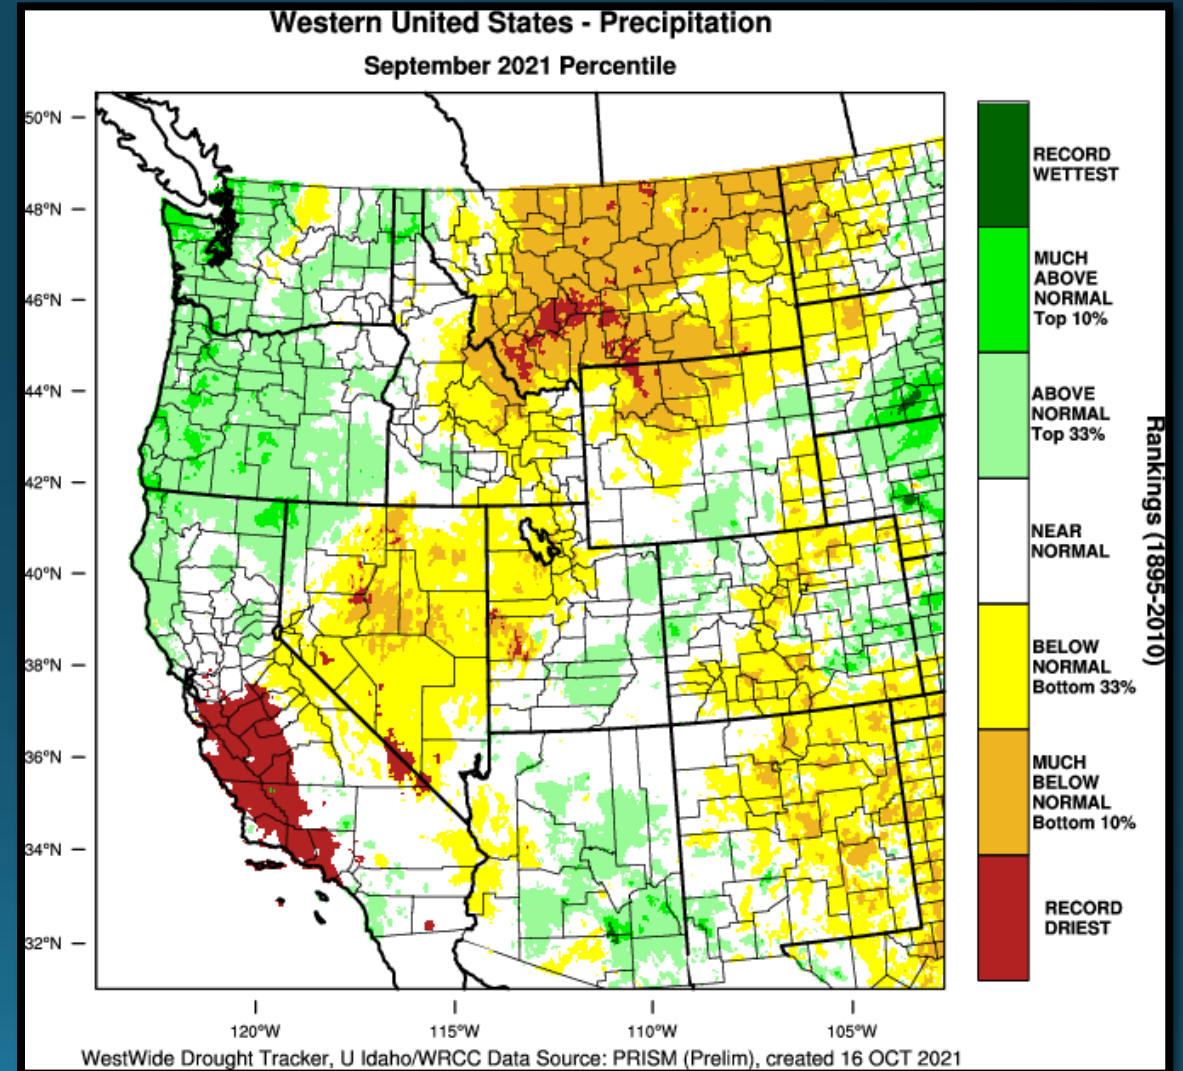 Western United States - Precipitation
September 2021 Percentile
50°N
48°N
46°N
44°N
42°N
40°N
38°N
36°N
34°N
32°N
120°W
115°W
110°W
105°W
RECORD
WETTEST
MUCH
ABOVE
NORMAL
Top 10%
ABOVE
NORMAL
Top 33%
NEAR
NORMAL
BELOW
NORMAL
Bottom 33%
MUCH
BELOW
NORMAL
Bottom 10%
RECORD
DRIEST
Rankings (1895-2010)
WestWide Drought Tracker, U Idaho/WRCC Data Source: PRISM (Prelim), created 16 OCT 2021